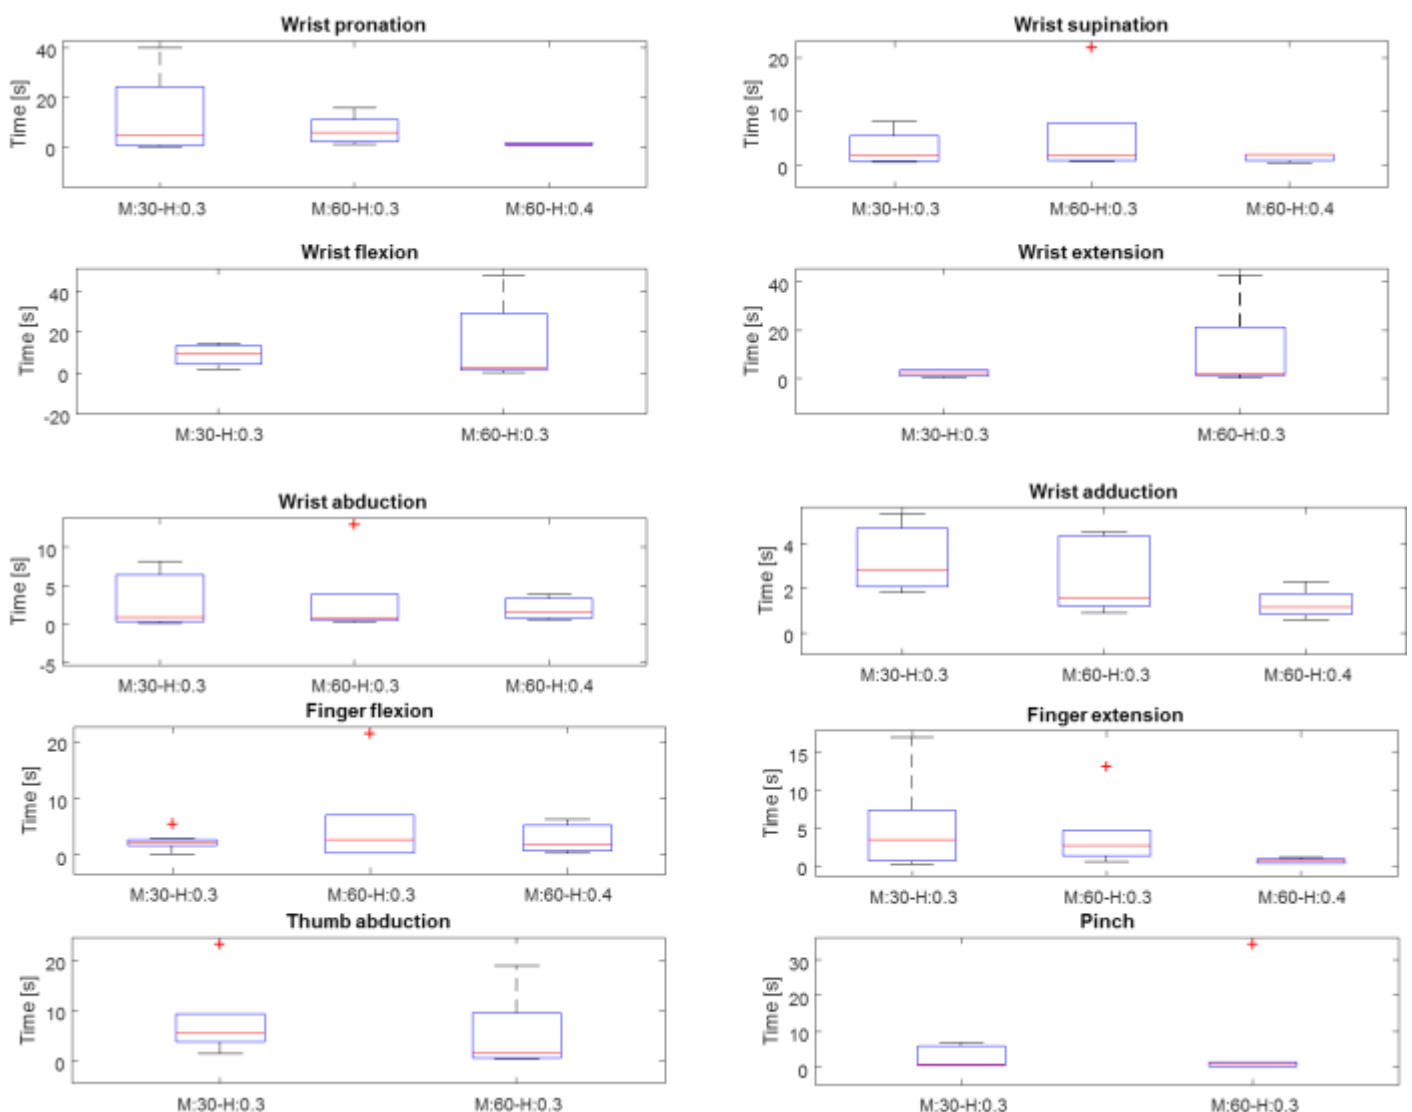 Wrist pronation
Time [s]
40
20
0
M:30-H:0.3 M:60-H:0.3 M:60-H:0.4
Wrist supination
Time [s]
20
10
0
M:30-H:0.3 M:60-H:0.3 M:60-H:0.4
Wrist flexion
Time [s]
40
20
0
-20
M:30-H:0.3 M:60-H:0.3
Wrist extension
Time [s]
40
20
0
M:30-H:0.3 M:60-H:0.3
Wrist abduction
Time [s]
10
5
0
-5
M:30-H:0.3 M:60-H:0.3 M:60-H:0.4
Wrist adduction
Time [s]
4
2
0
M:30-H:0.3 M:60-H:0.3 M:60-H:0.4
Finger flexion
Time [s]
20
10
0
M:30-H:0.3 M:60-H:0.3 M:60-H:0.4
Finger extension
Time [s]
15
10
5
0
M:30-H:0.3 M:60-H:0.3 M:60-H:0.4
Thumb abduction
Time [s]
20
10
0
M:30-H:0.3 M:60-H:0.3
Pinch
Time [s]
30
20
10
0
M:30-H:0.3 M:60-H:0.3